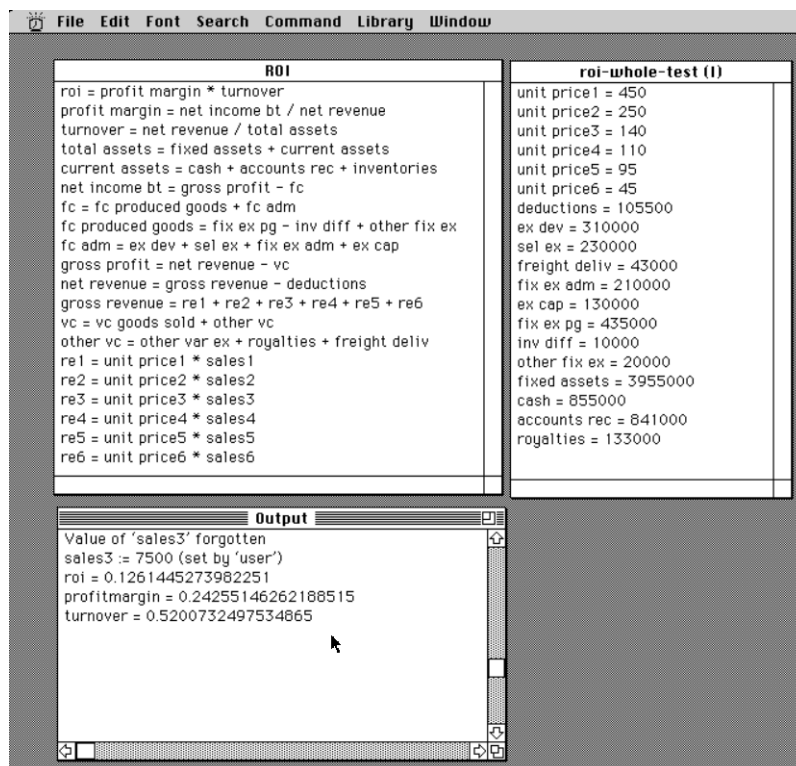 File Edit Font Search Command Library Window
ROI
roi = profit margin * turnover
profit margin = net income bt / net revenue
turnover = net revenue / total assets
total assets = fixed assets + current assets
current assets = cash + accounts rec + inventories
net income bt = gross profit - fc
fc = fc produced goods + fc adm
fc produced goods = fix ex pg - inv diff + other fix ex
fc adm = ex dev + sel ex + fix ex adm + ex cap
gross profit = net revenue - vc
net revenue = gross revenue - deductions
gross revenue = re1 + re2 + re3 + re4 + re5 + re6
vc = vc goods sold + other vc
other vc = other var ex + royalties + freight deliv
re1 = unit price1 * sales1
re2 = unit price2 * sales2
re3 = unit price3 * sales3
re4 = unit price4 * sales4
re5 = unit price5 * sales5
re6 = unit price6 * sales6
roi-whole-test (I)
unit price1 = 450
unit price2 = 250
unit price3 = 140
unit price4 = 110
unit price5 = 95
unit price6 = 45
deductions = 105500
ex dev = 310000
sel ex = 230000
freight deliv = 43000
fix ex adm = 210000
ex cap = 130000
fix ex pg = 435000
inv diff = 10000
other fix ex = 20000
fixed assets = 3955000
cash = 855000
accounts rec = 841000
royalties = 133000
Output
Value of 'sales3' forgotten
sales3 := 7500 (set by 'user')
roi = 0.1261445273982251
profitmargin = 0.24255146262188515
turnover = 0.5200732497534865